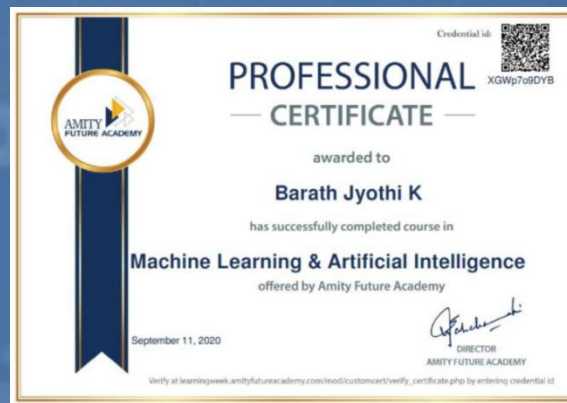 Credential id:
XGWp7o9DYB
PROFESSIONAL
CERTIFICATE
AMITY
FUTURE ACADEMY
awarded to
Barath Jyothi K
has successfully completed course in
Machine Learning & Artificial Intelligence
offered by Amity Future Academy
September 11, 2020
DIRECTOR
AMITY FUTURE ACADEMY
Verify at learningweek.amityfutureacademy.com/mod/customcert/verify_certificate.php by entering credential id